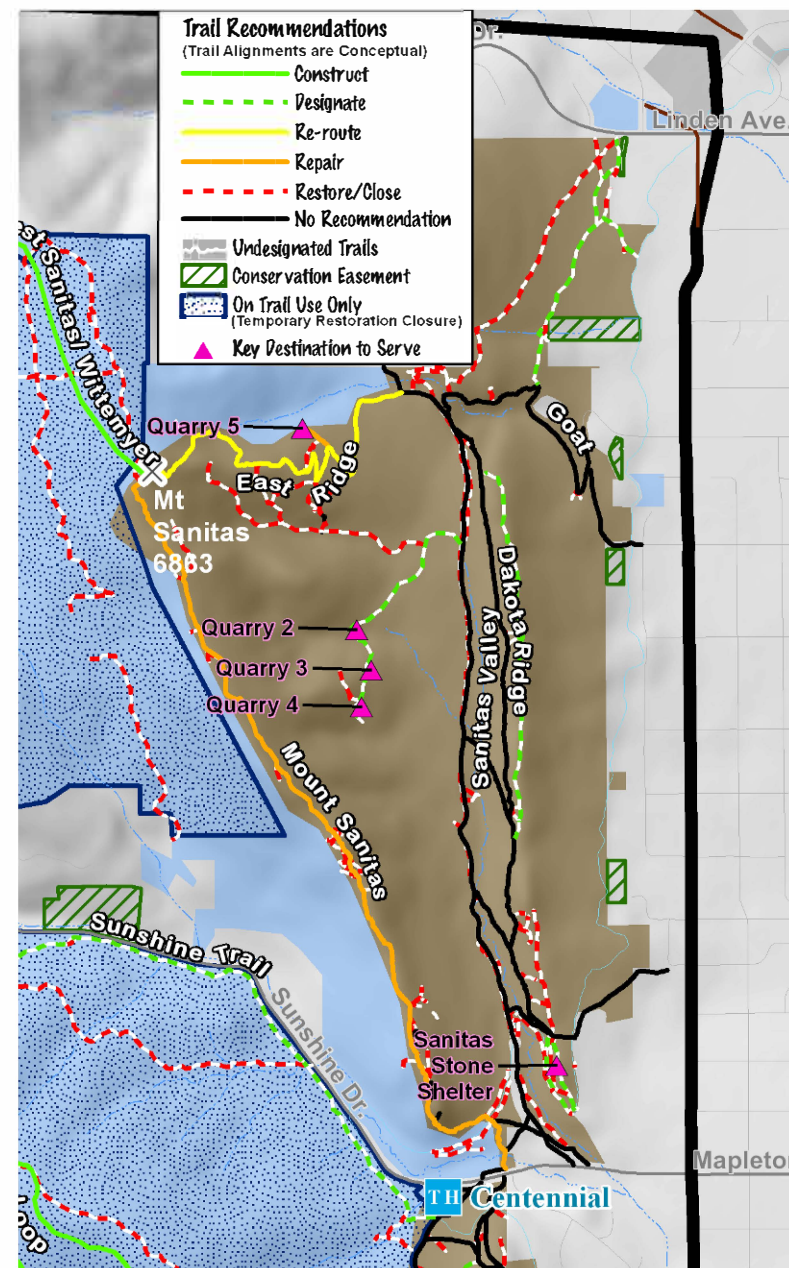 Trail Recommendations
(Trail Alignments are Conceptual)
Construct
Designate
Re-route
Repair
Restore/Close
No Recommendation
Undesignated Trails
Conservation Easement
On Trail Use Only
(Temporary Restoration Closure)
Key Destination to Serve
Dr.
Linden Ave.
est Sanitas/ Wittemyer
Quarry 5
East Ridge
Goat
Mt
Sanitas
6863
Dakota Ridge
Sanitas Valley
Quarry 2
Quarry 3
Quarry 4
Mount Sanitas
Sunshine Trail
Sunshine Dr.
Sanitas
Stone
Shelter
Mapleton
TH Centennial
Loop